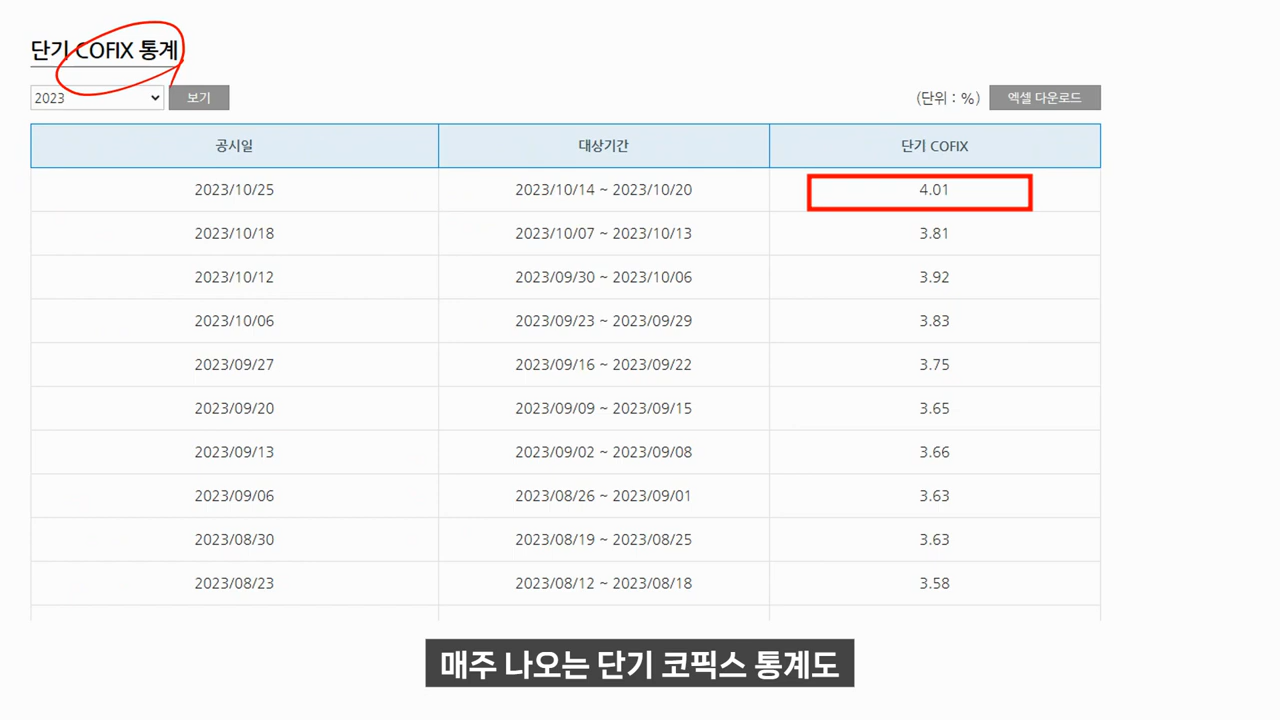 단기 COFIX 통계
2023 보기 (단위 : %) 엑셀 다운로드
공시일 대상기간 단기 COFIX
2023/10/25 2023/10/14 ~ 2023/10/20 4.01
2023/10/18 2023/10/07 ~ 2023/10/13 3.81
2023/10/12 2023/09/30 ~ 2023/10/06 3.92
2023/10/06 2023/09/23 ~ 2023/09/29 3.83
2023/09/27 2023/09/16 ~ 2023/09/22 3.75
2023/09/20 2023/09/09 ~ 2023/09/15 3.65
2023/09/13 2023/09/02 ~ 2023/09/08 3.66
2023/09/06 2023/08/26 ~ 2023/09/01 3.63
2023/08/30 2023/08/19 ~ 2023/08/25 3.63
2023/08/23 2023/08/12 ~ 2023/08/18 3.58
매주 나오는 단기 코픽스 통계도